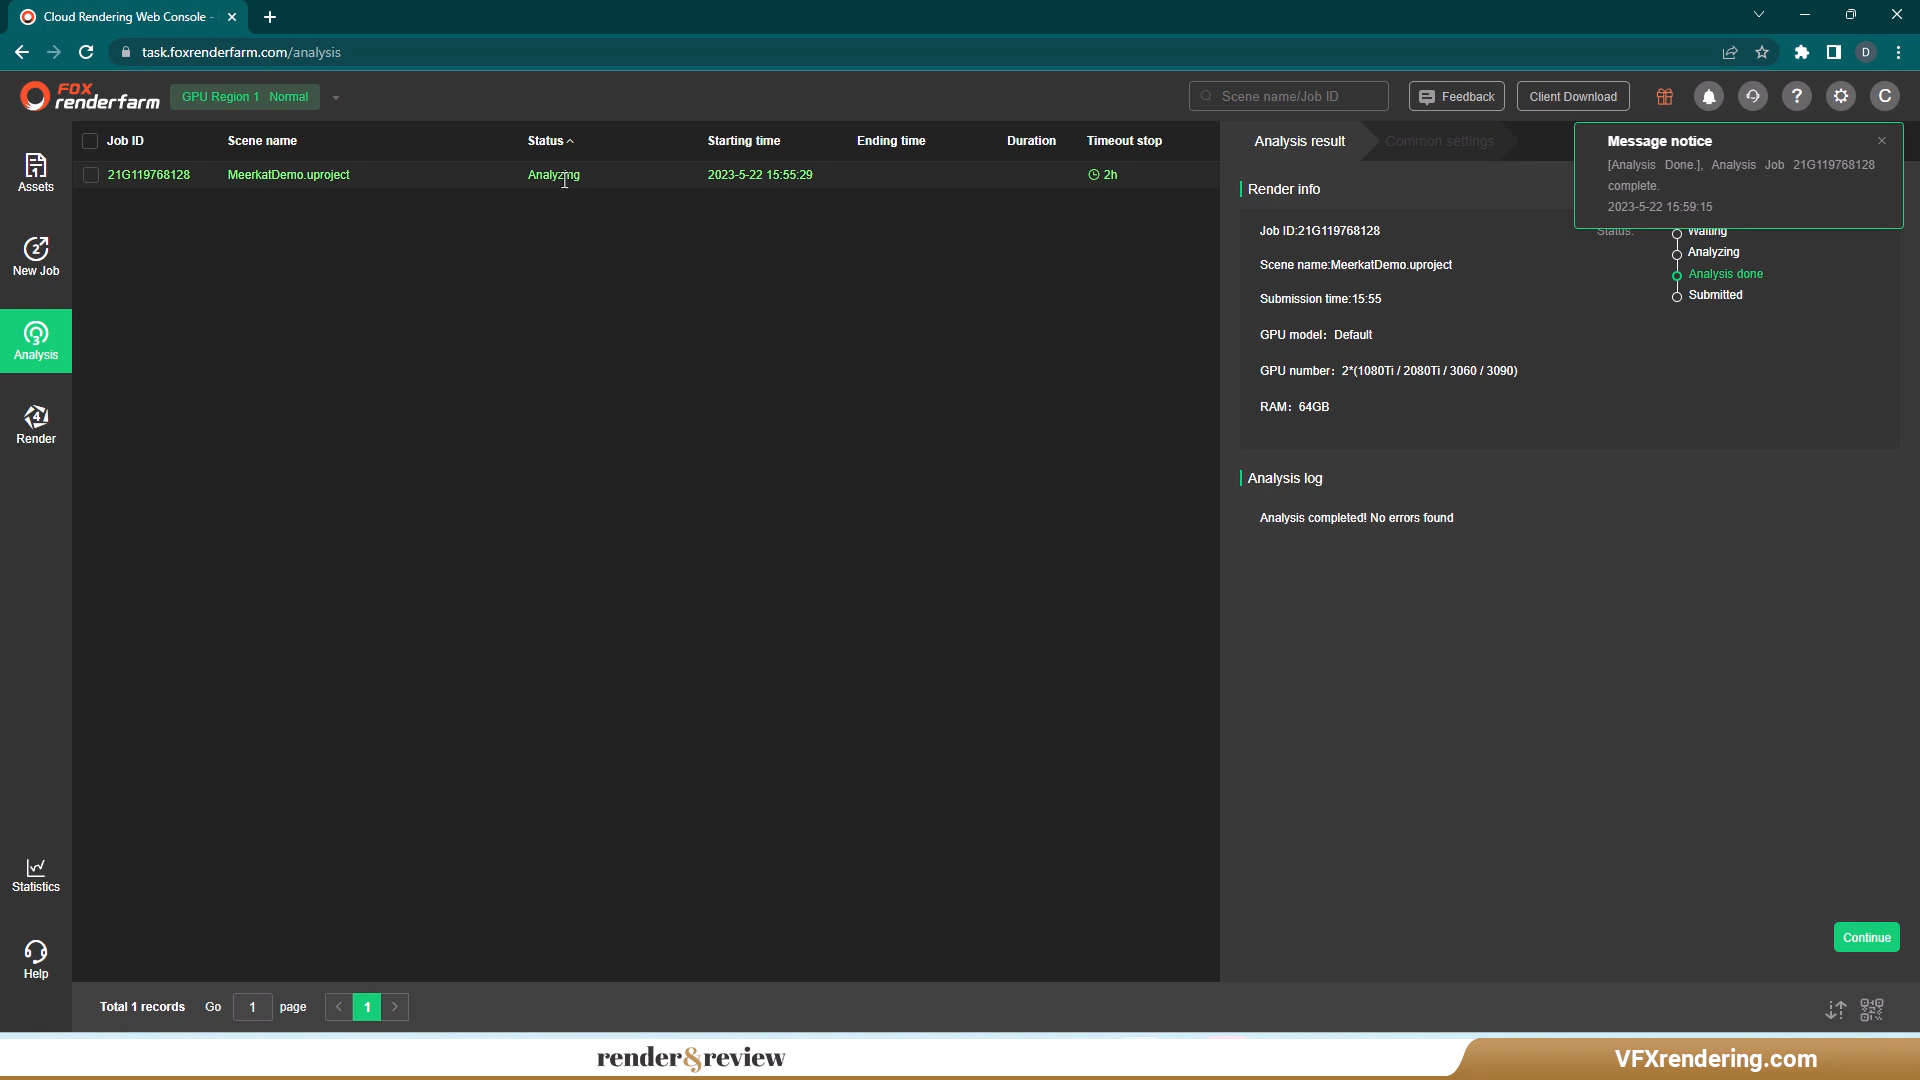 Cloud Rendering Web Console -
task.foxrenderfarm.com/analysis
D
FOX
renderfarm
GPU Region 1 Normal
Scene name/Job ID
Feedback
Client Download
?
C
1
Assets
2
New Job
3
Analysis
4
Render
Statistics
Help
Job ID Scene name Status Starting time Ending time Duration Timeout stop
21G119768128 MeerkatDemo.uproject Analyzing 2023-5-22 15:55:29 2h
Analysis result Common settings
Message notice
[Analysis Done.], Analysis Job 21G119768128
complete.
2023-5-22 15:59:15
Render info
Job ID:21G119768128
Scene name:MeerkatDemo.uproject
Submission time:15:55
GPU model: Default
GPU number: 2*(1080Ti / 2080Ti / 3060 / 3090)
RAM: 64GB
Status:
Waiting
Analyzing
Analysis done
Submitted
Analysis log
Analysis completed! No errors found
Continue
Total 1 records Go 1 page < 1 >
render&review
VFXrendering.com